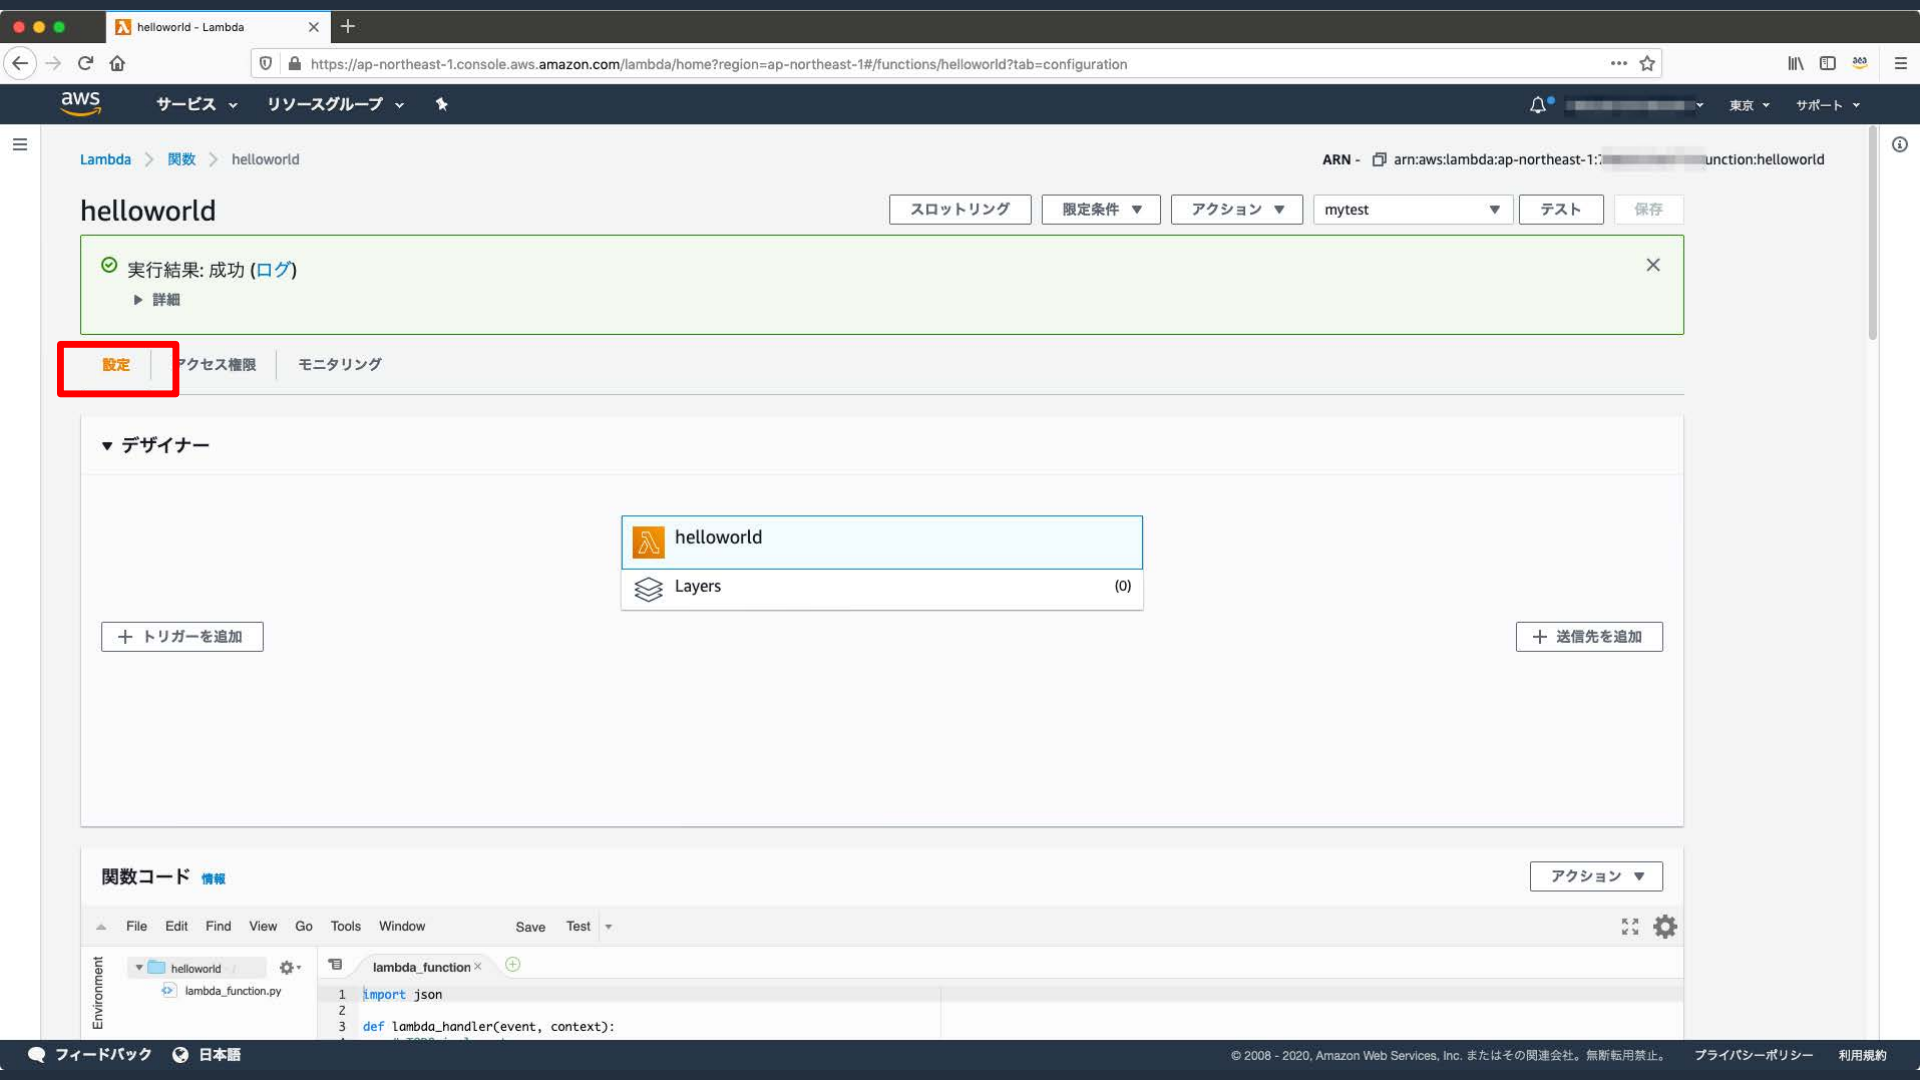 helloworld - Lambda
https://ap-northeast-1.console.aws.amazon.com/lambda/home?region=ap-northeast-1#/functions/helloworld?tab=configuration
aws サービス リソースグループ 東京 サポート
Lambda > 関数 > helloworld
ARN - arn:aws:lambda:ap-northeast-1: unction:helloworld
helloworld
スロットリング 限定条件 アクション mytest テスト 保存
実行結果: 成功 (ログ)
詳細
設定 アクセス権限 モニタリング
デザイナー
helloworld
Layers (0)
+ トリガーを追加
+ 送信先を追加
関数コード 情報
アクション
File Edit Find View Go Tools Window Save Test
Environment
helloworld /
lambda_function.py
lambda_function
1 import json
2
3 def lambda_handler(event, context):
フィードバック 日本語
© 2008 - 2020, Amazon Web Services, Inc. またはその関連会社。無断転用禁止。 プライバシーポリシー 利用規約